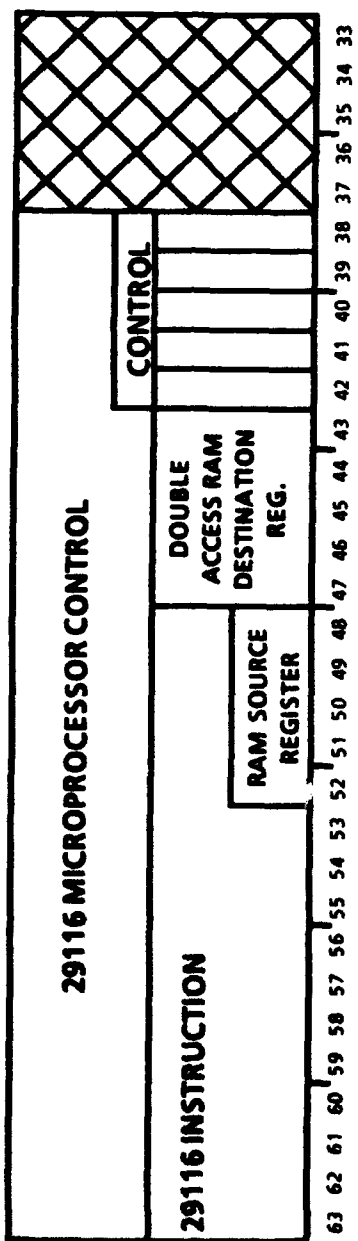 29116 MICROPROCESSOR CONTROL
CONTROL
29116 INSTRUCTION
RAM SOURCE
REGISTER
DOUBLE
ACCESS RAM
DESTINATION
REG.
63 62 61 60 59 58 57 56 55 54 53 52 51 50 49 48 47 46 45 44 43 42 41 40 39 38 37 36 35 34 33